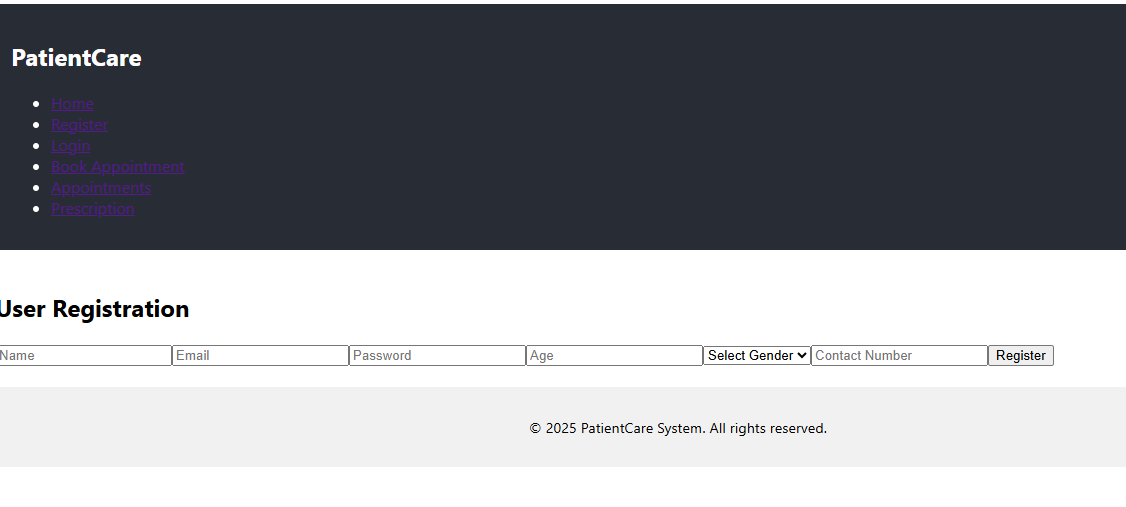 PatientCare
Home
Register
Login
Book Appointment
Appointments
Prescription
User Registration
Name Email Password Age Select Gender Contact Number Register
© 2025 PatientCare System. All rights reserved.